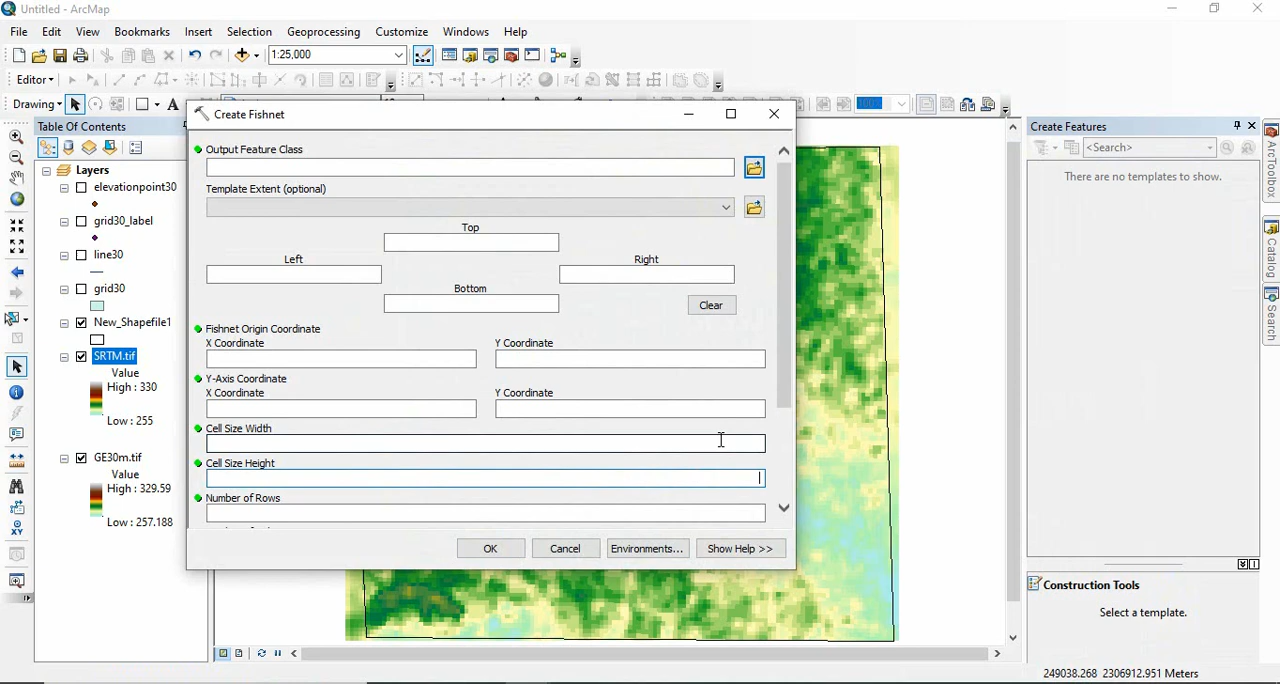 Untitled - ArcMap
File Edit View Bookmarks Insert Selection Geoprocessing Customize Windows Help
1:25,000
Editor
Drawing A
Table Of Contents
Layers
elevationpoint30
grid30_label
line30
grid30
New_Shapefile1
SRTM.tif
Value
High : 330
Low : 255
GE30m.tif
Value
High : 329.59
Low : 257.188
Create Fishnet
Output Feature Class
Template Extent (optional)
Top
Left Right
Bottom
Clear
Fishnet Origin Coordinate
X Coordinate Y Coordinate
Y-Axis Coordinate
X Coordinate Y Coordinate
Cell Size Width
Cell Size Height
Number of Rows
OK Cancel Environments... Show Help >>
Create Features
<Search>
There are no templates to show.
Construction Tools
Select a template.
ArcToolbox
Catalog
Search
249038.268 2306912.951 Meters